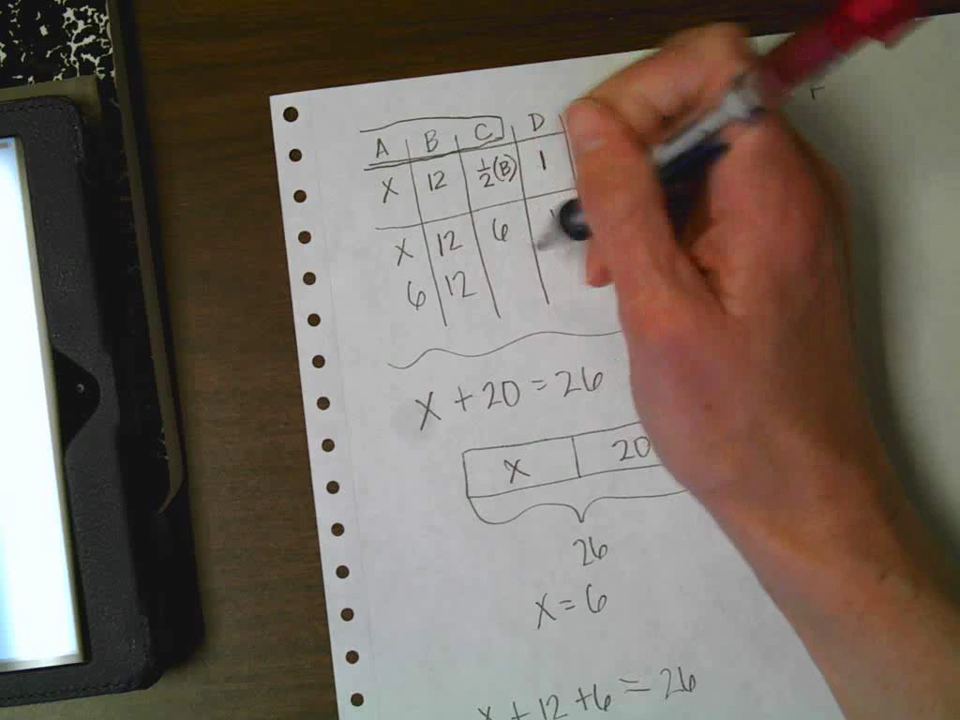 A B C D
X 12 ½(B) 1
X 12 6
6 12
X + 20 = 26
X 20
26
X = 6
X + 12 + 6 = 26